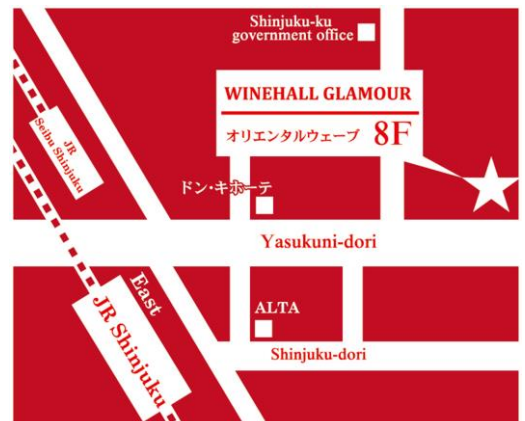 Shinjuku-ku
government office
WINEHALL GLAMOUR
オリエンタルウェーブ 8F
JR
Seibu Shinjuku
ドン・キホーテ
Yasukuni-dori
East
JR Shinjuku
ALTA
Shinjuku-dori